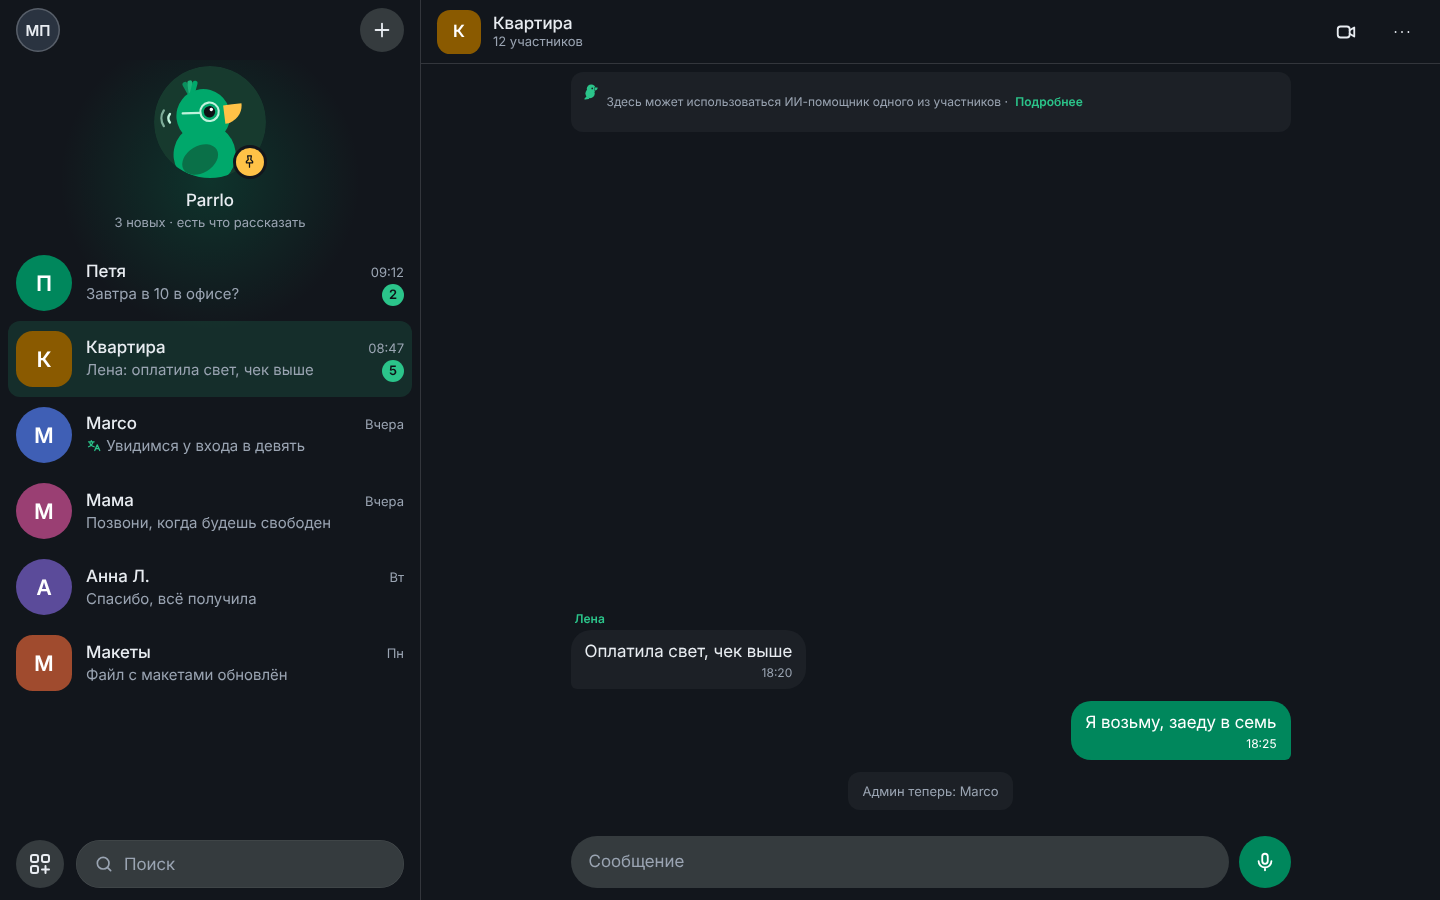 МП
Parrlo
3 новых · есть что рассказать
П
Петя
09:12
Завтра в 10 в офисе?
2
К
Квартира
08:47
Лена: оплатила свет, чек выше
5
M
Marco
Вчера
Увидимся у входа в девять
М
Мама
Вчера
Позвони, когда будешь свободен
А
Анна Л.
Вт
Спасибо, всё получила
М
Макеты
Пн
Файл с макетами обновлён
Поиск
К
Квартира
12 участников
Здесь может использоваться ИИ-помощник одного из участников · Подробнее
Лена
Оплатила свет, чек выше
18:20
Я возьму, заеду в семь
18:25
Админ теперь: Marco
Сообщение